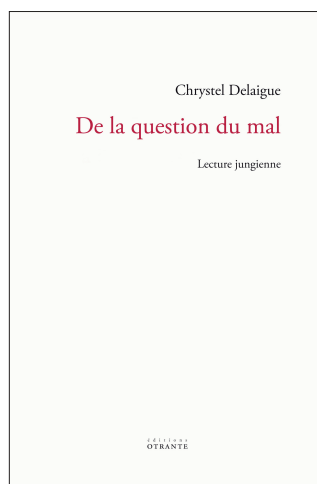 Chrystel Delaigue
De la question du mal
Lecture jungienne
éditions
OTRANTE